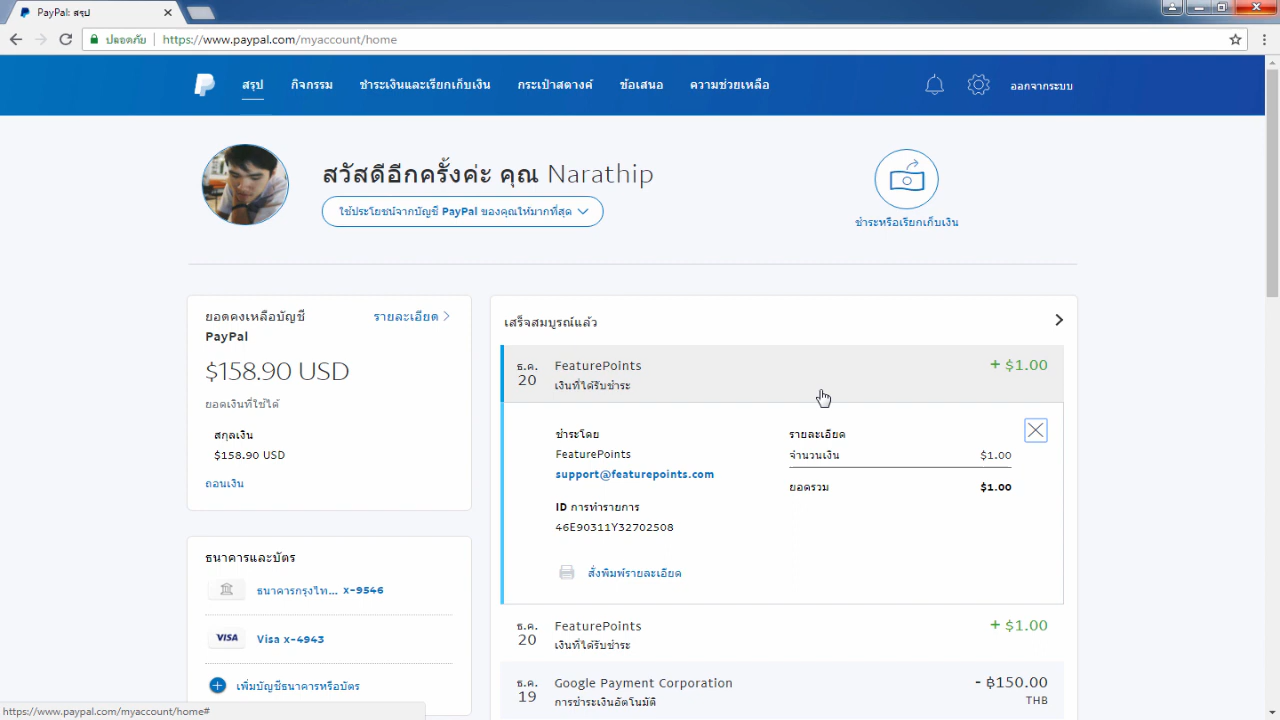 PayPal: สรุป
ปลอดภัย
https://www.paypal.com/myaccount/home
สรุป
กิจกรรม
ชำระเงินและเรียกเก็บเงิน
กระเป๋าสตางค์
ข้อเสนอ
ความช่วยเหลือ
ออกจากระบบ
สวัสดีอีกครั้งค่ะ คุณ Narathip
ใช้ประโยชน์จากบัญชี PayPal ของคุณให้มากที่สุด
ชำระหรือเรียกเก็บเงิน
ยอดคงเหลือบัญชี PayPal
รายละเอียด
$158.90 USD
ยอดเงินที่ใช้ได้
สกุลเงิน
$158.90 USD
ถอนเงิน
ธนาคารและบัตร
ธนาคารกรุงไท... x-9546
VISA
Visa x-4943
เพิ่มบัญชีธนาคารหรือบัตร
เสร็จสมบูรณ์แล้ว
ธ.ค. 20
FeaturePoints
+ $1.00
เงินที่ได้รับชำระ
ชำระโดย
FeaturePoints
support@featurepoints.com
ID การทำรายการ
46E90311Y32702508
สั่งพิมพ์รายละเอียด
รายละเอียด
จำนวนเงิน $1.00
ยอดรวม $1.00
ธ.ค. 20
FeaturePoints
+ $1.00
เงินที่ได้รับชำระ
ธ.ค. 19
Google Payment Corporation
- ฿150.00
การชำระเงินอัตโนมัติ
THB
https://www.paypal.com/myaccount/home#